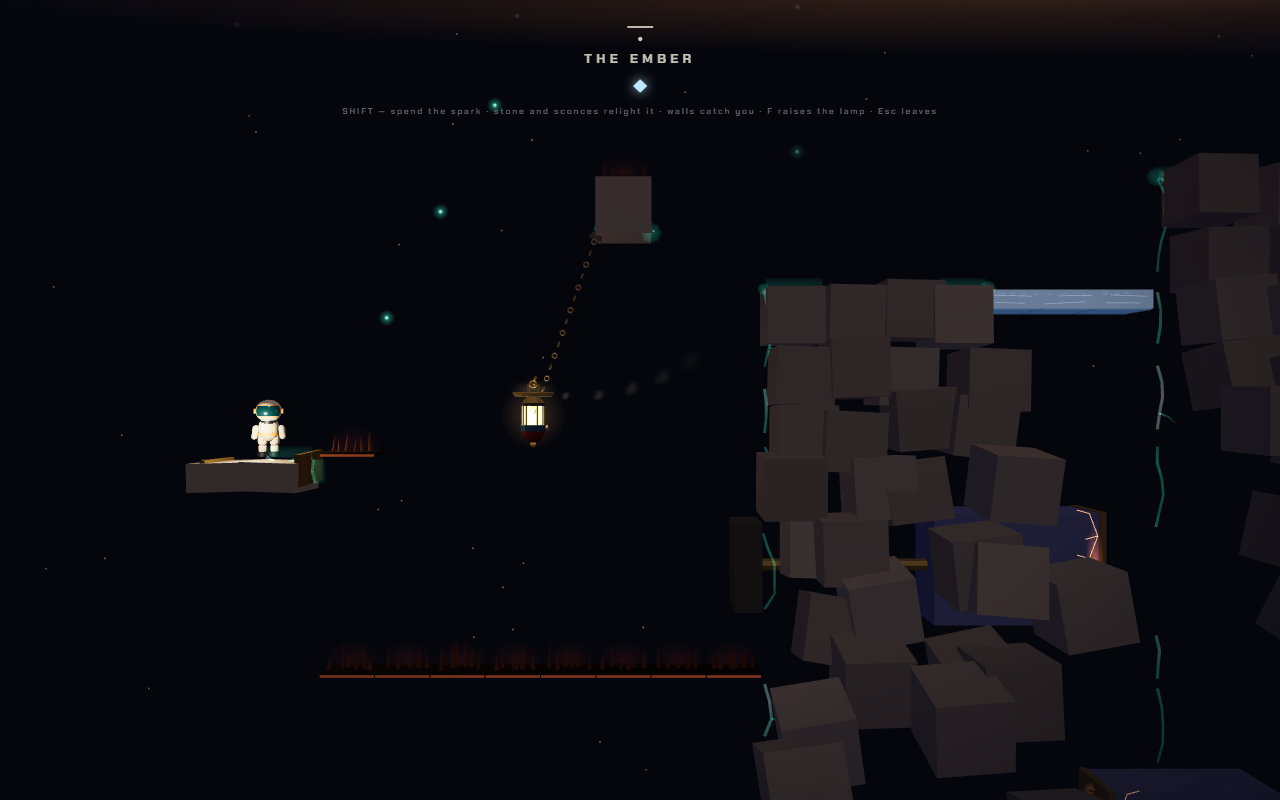 THE EMBER
SHIFT — spend the spark · stone and sconces relight it · walls catch you · F raises the lamp · Esc leaves